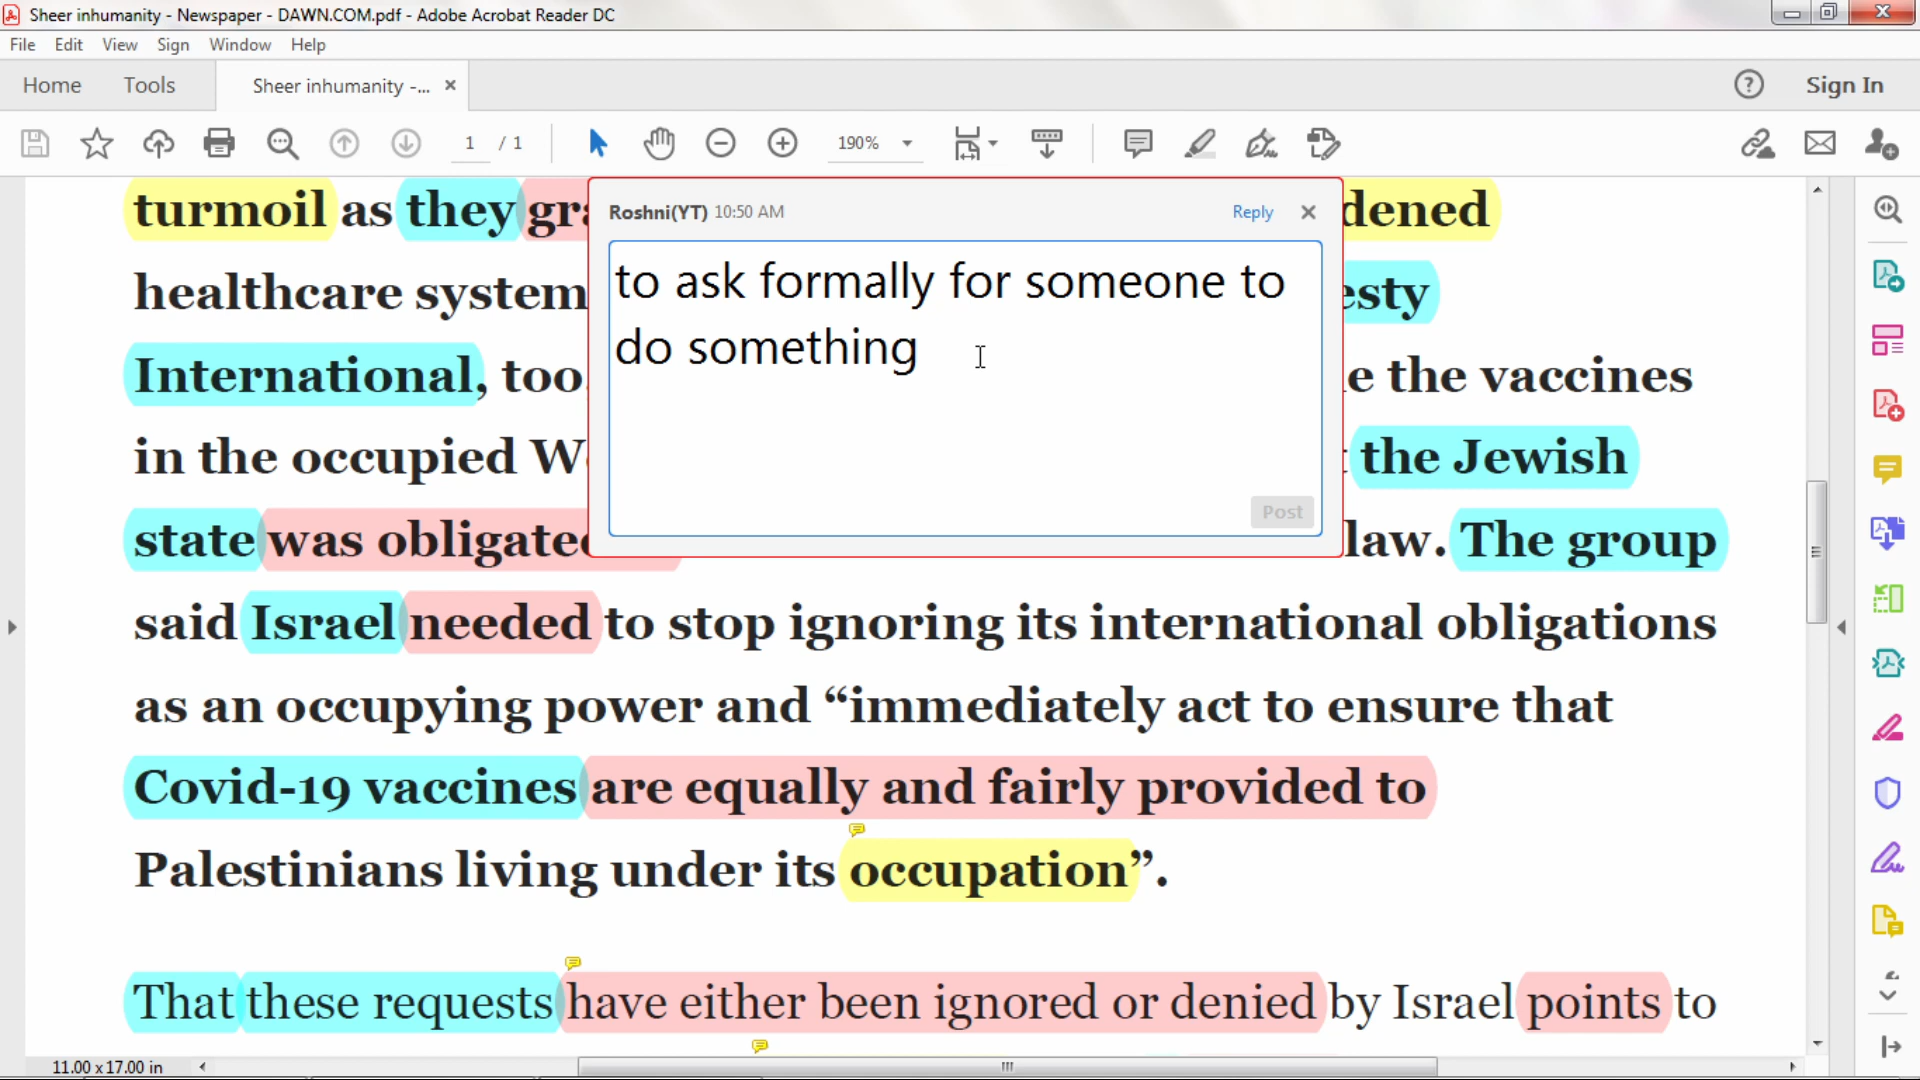 Sheer inhumanity - Newspaper - DAWN.COM.pdf - Adobe Acrobat Reader DC
File Edit View Sign Window Help
Home Tools Sheer inhumanity -... × ? Sign In
1 / 1 190%
Roshni(YT) 10:50 AM Reply
to ask formally for someone to
do something
Post
turmoil as they
healthcare system
International, too
in the occupied the vaccines
the Jewish
state was law. The group
said Israel needed to stop ignoring its international obligations
as an occupying power and “immediately act to ensure that
Covid-19 vaccines are equally and fairly provided to
Palestinians living under its occupation”.
That these requests have either been ignored or denied by Israel points to
11.00 x 17.00 in